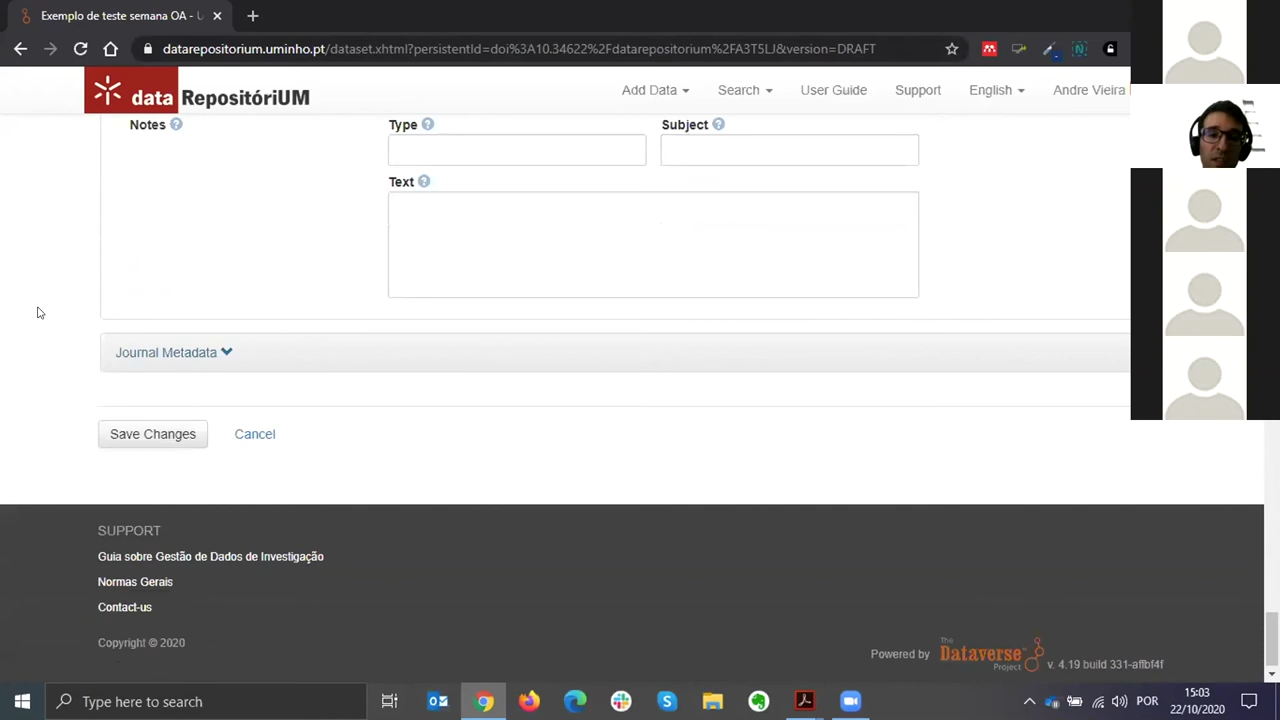 Exemplo de teste semana OA - U
datarepositorium.uminho.pt/dataset.xhtml?persistentId=doi%3A10.34622%2Fdatarepositorium%2FA3T5LJ&version=DRAFT
data RepositóriUM
Add Data
Search
User Guide
Support
English
Andre Vieira
Notes
Type
Subject
Text
Journal Metadata
Save Changes
Cancel
SUPPORT
Guia sobre Gestão de Dados de Investigação
Normas Gerais
Contact-us
Copyright © 2020
Powered by
The
Dataverse
Project
v. 4.19 build 331-affbf4f
Type here to search
POR
15:03
22/10/2020